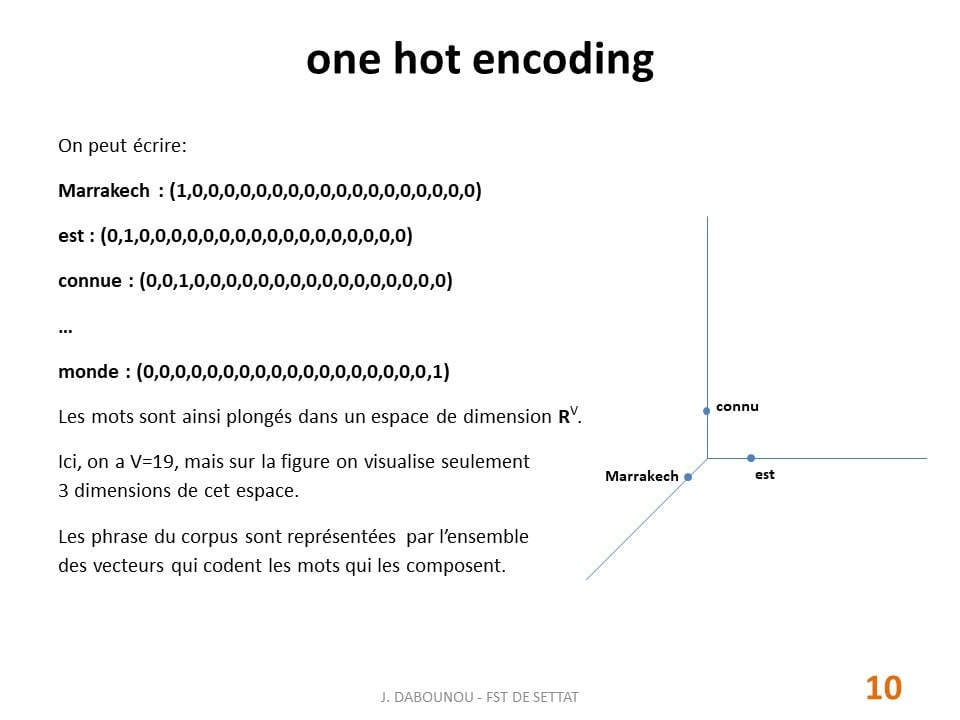 one hot encoding
On peut écrire:
Marrakech : (1,0,0,0,0,0,0,0,0,0,0,0,0,0,0,0,0,0,0)
est : (0,1,0,0,0,0,0,0,0,0,0,0,0,0,0,0,0,0,0)
connue : (0,0,1,0,0,0,0,0,0,0,0,0,0,0,0,0,0,0,0)
...
monde : (0,0,0,0,0,0,0,0,0,0,0,0,0,0,0,0,0,0,1)
Les mots sont ainsi plongés dans un espace de dimension R^V.
Ici, on a V=19, mais sur la figure on visualise seulement
3 dimensions de cet espace.
Les phrase du corpus sont représentées par l’ensemble
des vecteurs qui codent les mots qui les composent.
connu
Marrakech
est
J. DABOUNOU - FST DE SETTAT
10